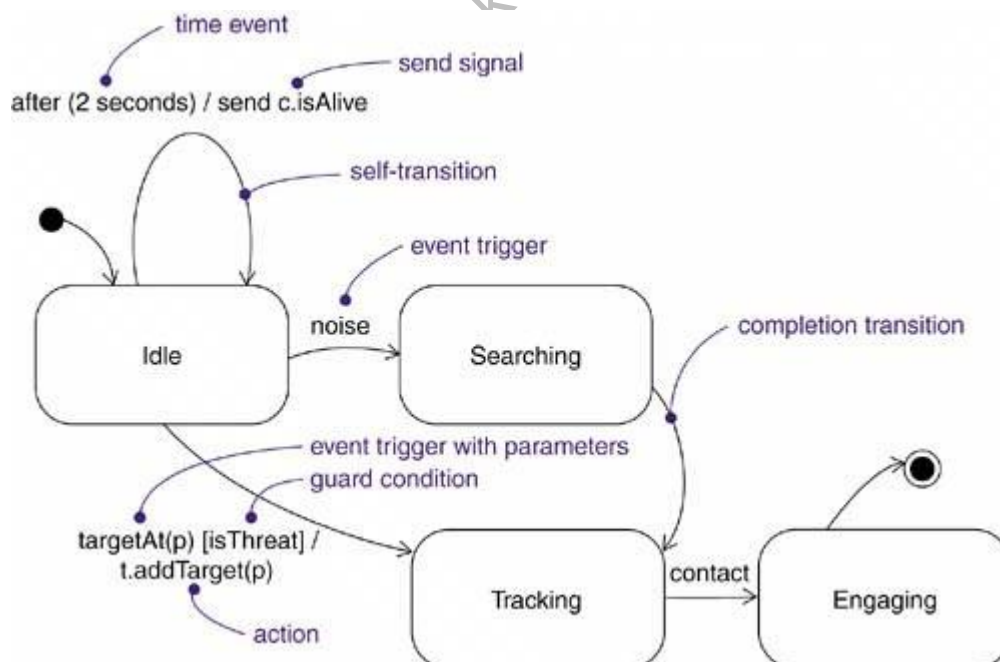 time event
send signal
after (2 seconds) / send c.isAlive
self-transition
event trigger
noise
completion transition
Idle
Searching
event trigger with parameters
guard condition
targetAt(p) [isThreat] /
t.addTarget(p)
contact
Tracking
Engaging
action